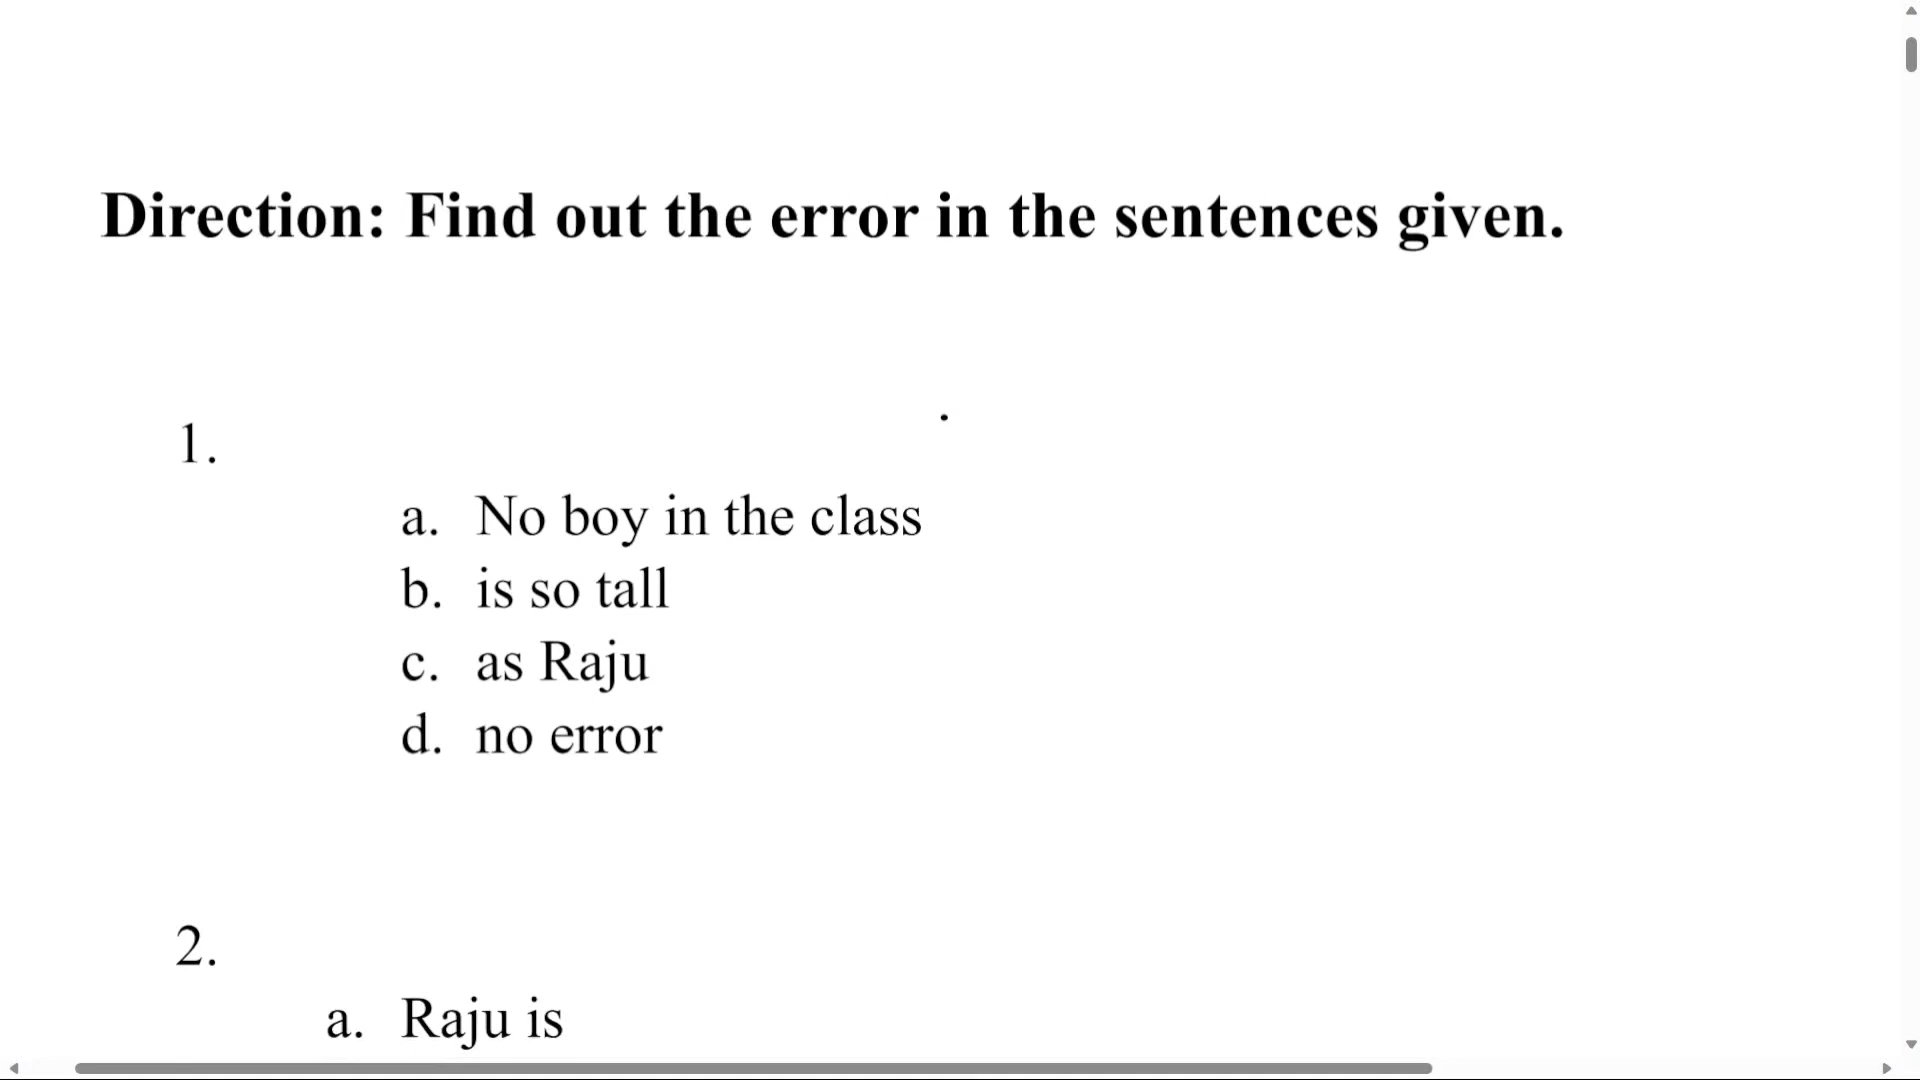 Direction: Find out the error in the sentences given.
1.
a. No boy in the class
b. is so tall
c. as Raju
d. no error
2.
a. Raju is